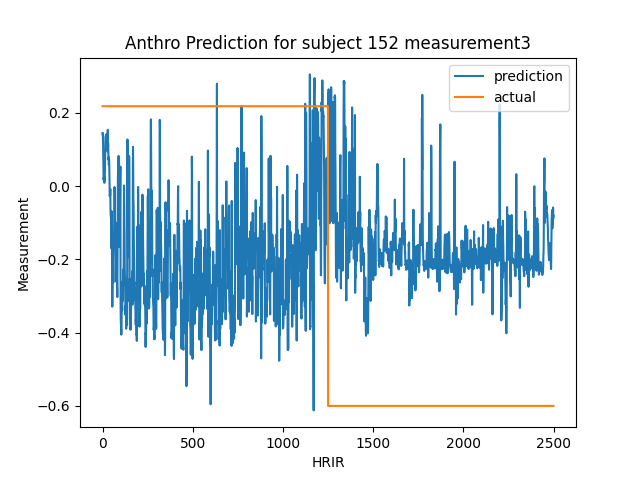 Anthro Prediction for subject 152 measurement3
prediction
actual
0.2
0.0
−0.2
−0.4
−0.6
Measurement
0
500
1000
1500
2000
2500
HRIR